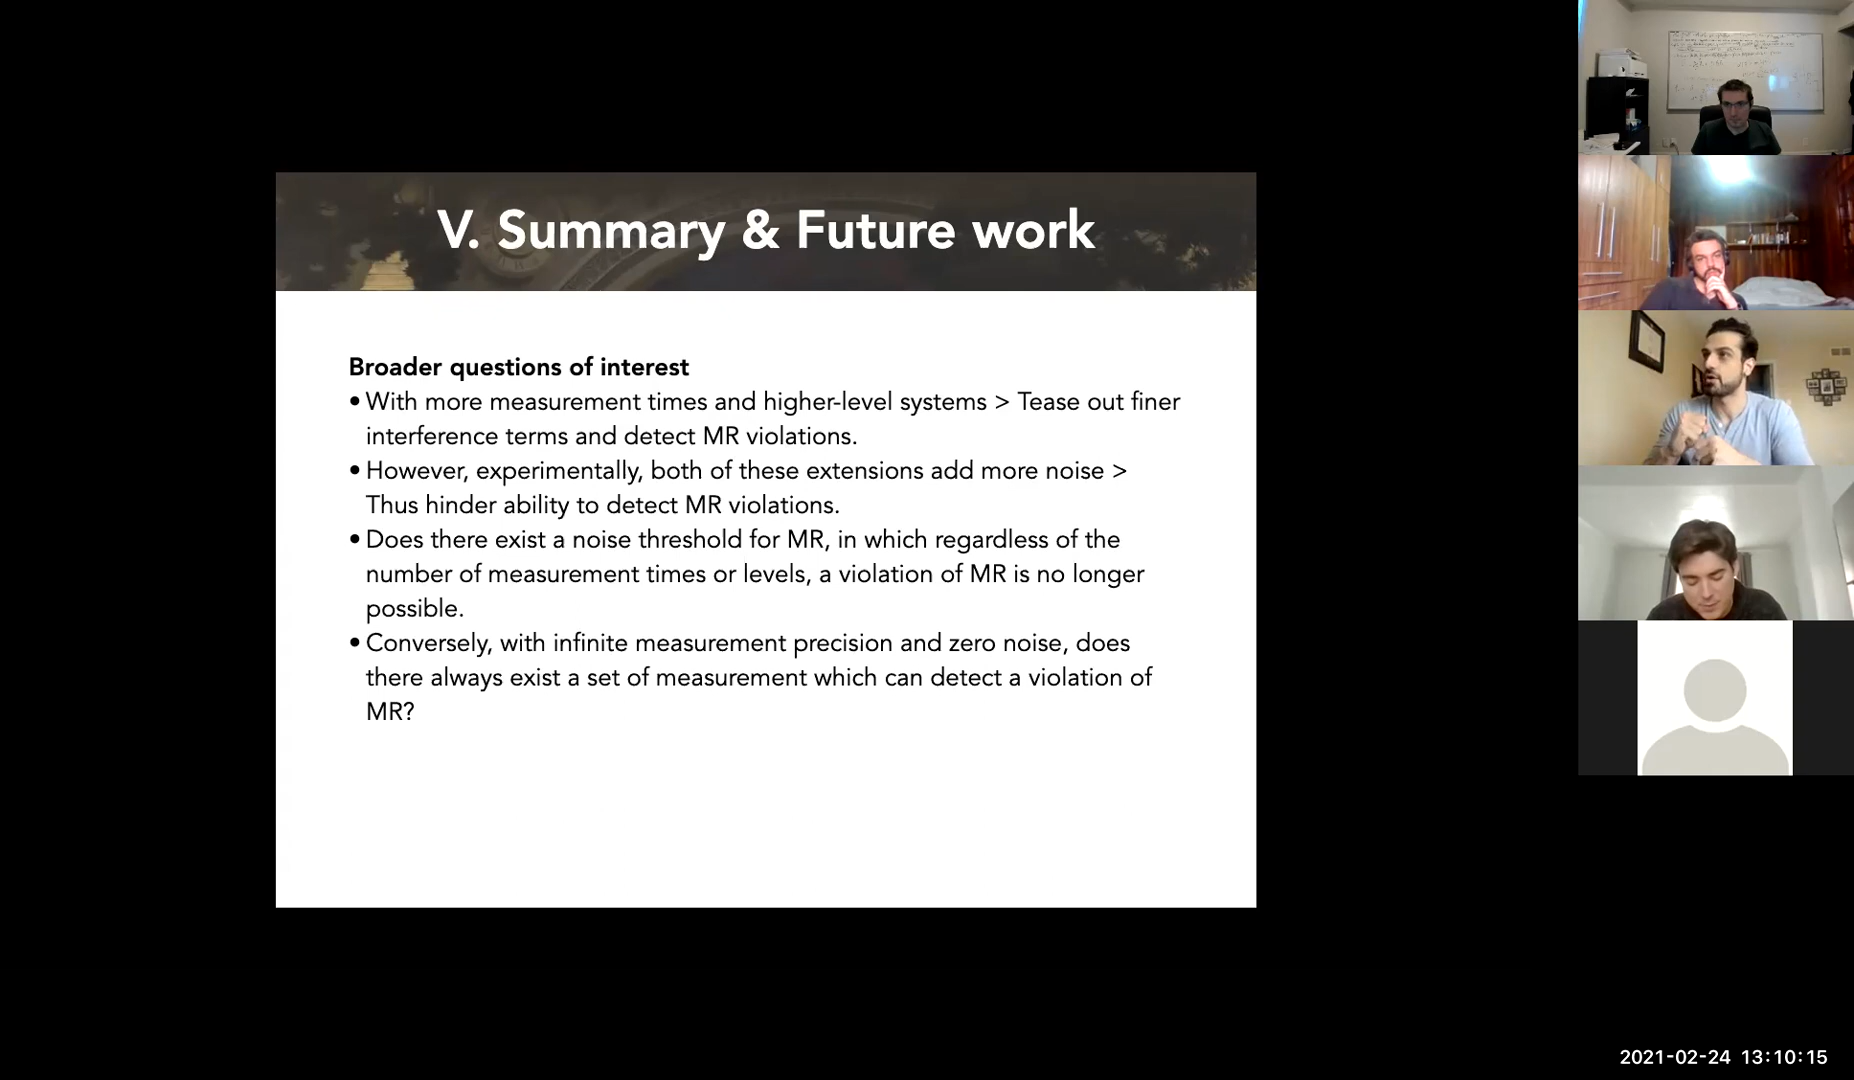 V. Summary & Future work
Broader questions of interest
• With more measurement times and higher-level systems > Tease out finer
interference terms and detect MR violations.
• However, experimentally, both of these extensions add more noise >
Thus hinder ability to detect MR violations.
• Does there exist a noise threshold for MR, in which regardless of the
number of measurement times or levels, a violation of MR is no longer
possible.
• Conversely, with infinite measurement precision and zero noise, does
there always exist a set of measurement which can detect a violation of
MR?
2021-02-24 13:10:15